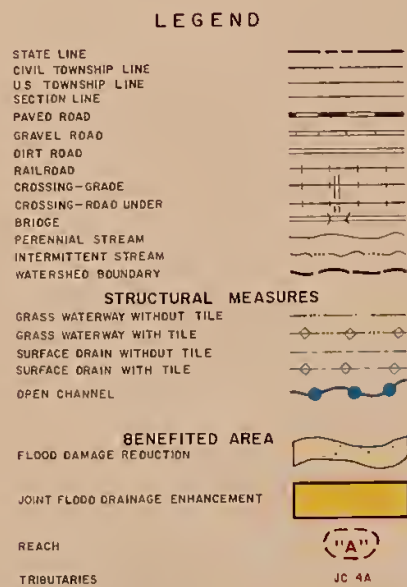 LEGEND
STATE LINE
CIVIL TOWNSHIP LINE
U S TOWNSHIP LINE
SECTION LINE
PAVED ROAD
GRAVEL ROAD
DIRT ROAD
RAILROAD
CROSSING-GRADE
CROSSING-ROAD UNDER
BRIDGE
PERENNIAL STREAM
INTERMITTENT STREAM
WATERSHED BOUNDARY
STRUCTURAL MEASURES
GRASS WATERWAY WITHOUT TILE
GRASS WATERWAY WITH TILE
SURFACE DRAIN WITHOUT TILE
SURFACE DRAIN WITH TILE
OPEN CHANNEL
BENEFITED AREA
FLOOD DAMAGE REDUCTION
JOINT FLOOD DRAINAGE ENHANCEMENT
REACH "A"
TRIBUTARIES JC 4A